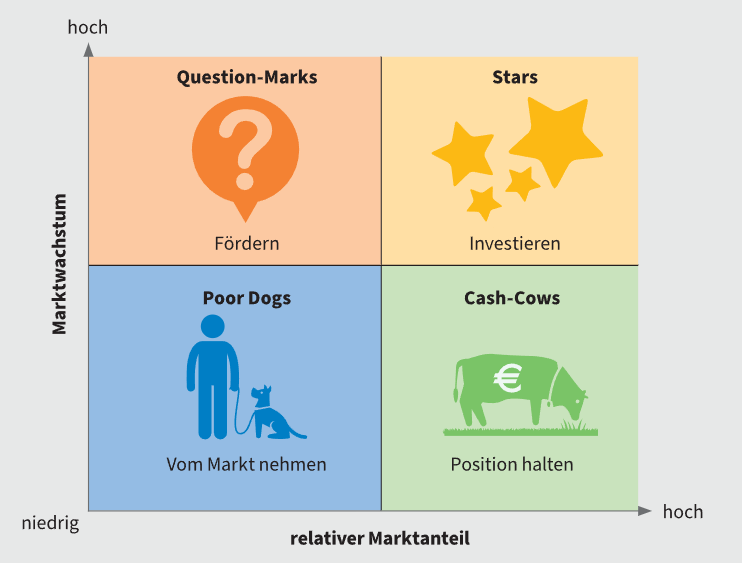 hoch
Question-Marks
Stars
?
Fördern
Investieren
Marktwachstum
Poor Dogs
Cash-Cows
€
Vom Markt nehmen
Position halten
niedrig
hoch
relativer Marktanteil